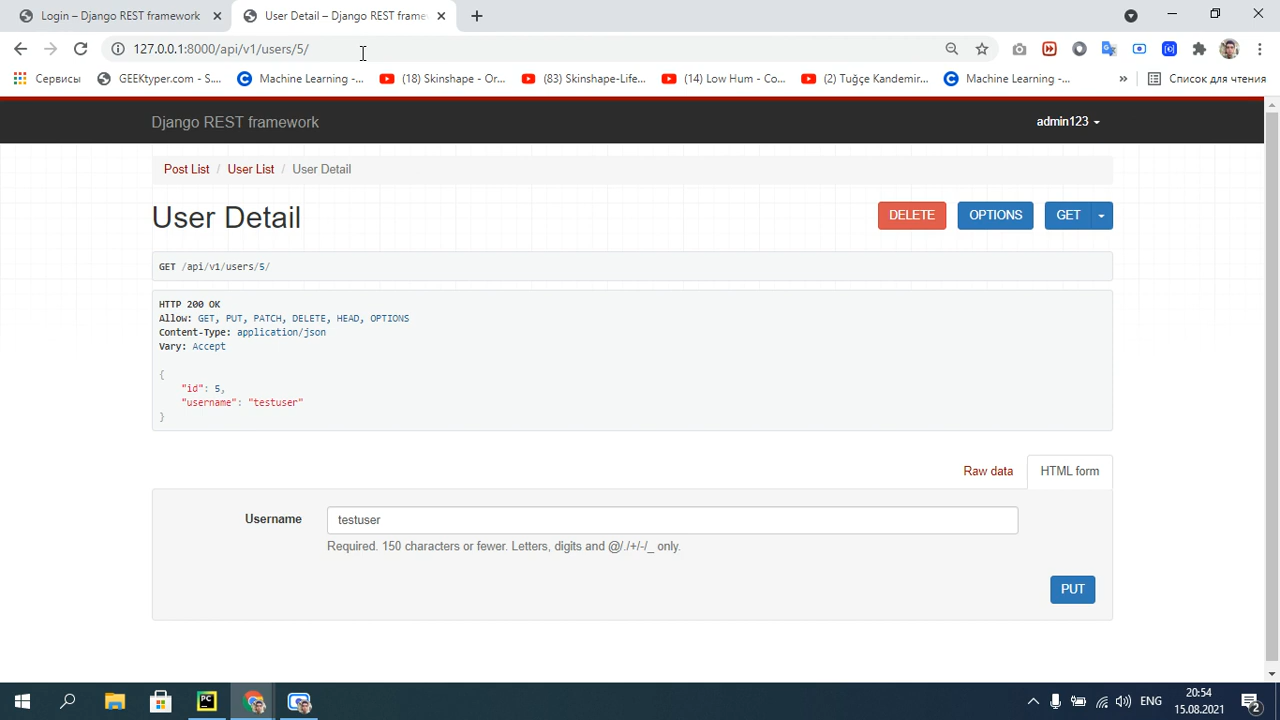 Login – Django REST framework
User Detail – Django REST frame
127.0.0.1:8000/api/v1/users/5/
Сервисы
GEEKtyper.com - S...
Machine Learning -...
(18) Skinshape - Or...
(83) Skinshape-Life...
(14) Low Hum - Co...
(2) Tuğçe Kandemir...
Machine Learning -...
»
Список для чтения
Django REST framework
admin123
Post List / User List / User Detail
User Detail
DELETE
OPTIONS
GET
GET /api/v1/users/5/
HTTP 200 OK
Allow: GET, PUT, PATCH, DELETE, HEAD, OPTIONS
Content-Type: application/json
Vary: Accept
{
"id": 5,
"username": "testuser"
}
Raw data
HTML form
Username
testuser
Required. 150 characters or fewer. Letters, digits and @/./+/-/_ only.
PUT
PC
ENG
20:54
15.08.2021
2